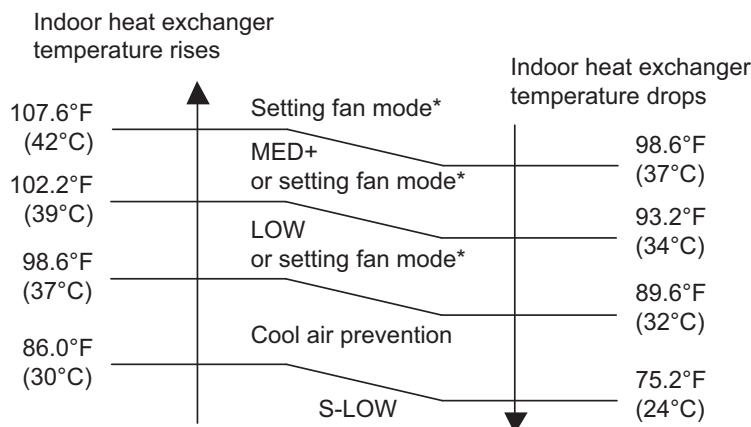 Indoor heat exchanger
temperature rises
Indoor heat exchanger
temperature drops
107.6°F
(42°C)
Setting fan mode*
98.6°F
(37°C)
MED+
or setting fan mode*
102.2°F
(39°C)
93.2°F
(34°C)
LOW
or setting fan mode*
98.6°F
(37°C)
89.6°F
(32°C)
Cool air prevention
86.0°F
(30°C)
75.2°F
(24°C)
S-LOW